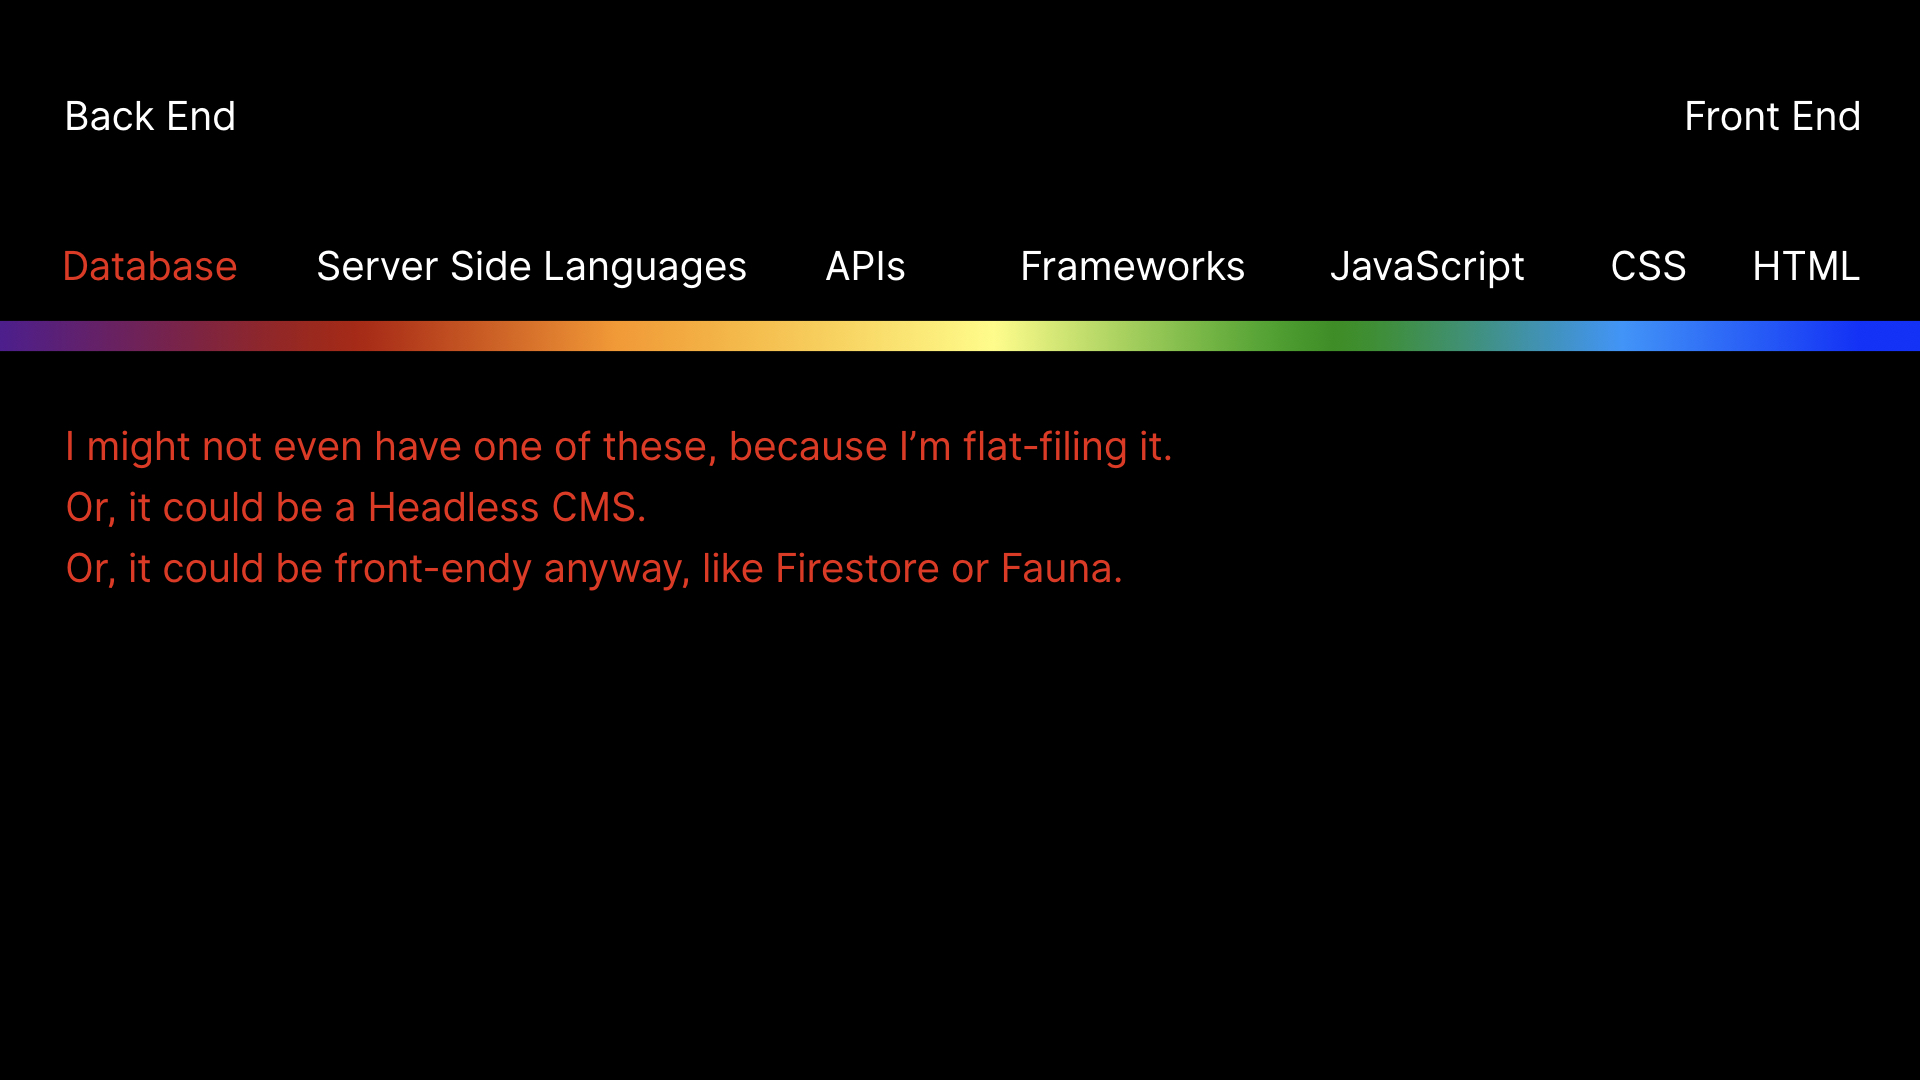 Back End Front End
Database Server Side Languages APIs Frameworks JavaScript CSS HTML
I might not even have one of these, because I’m flat-filing it.
Or, it could be a Headless CMS.
Or, it could be front-endy anyway, like Firestore or Fauna.